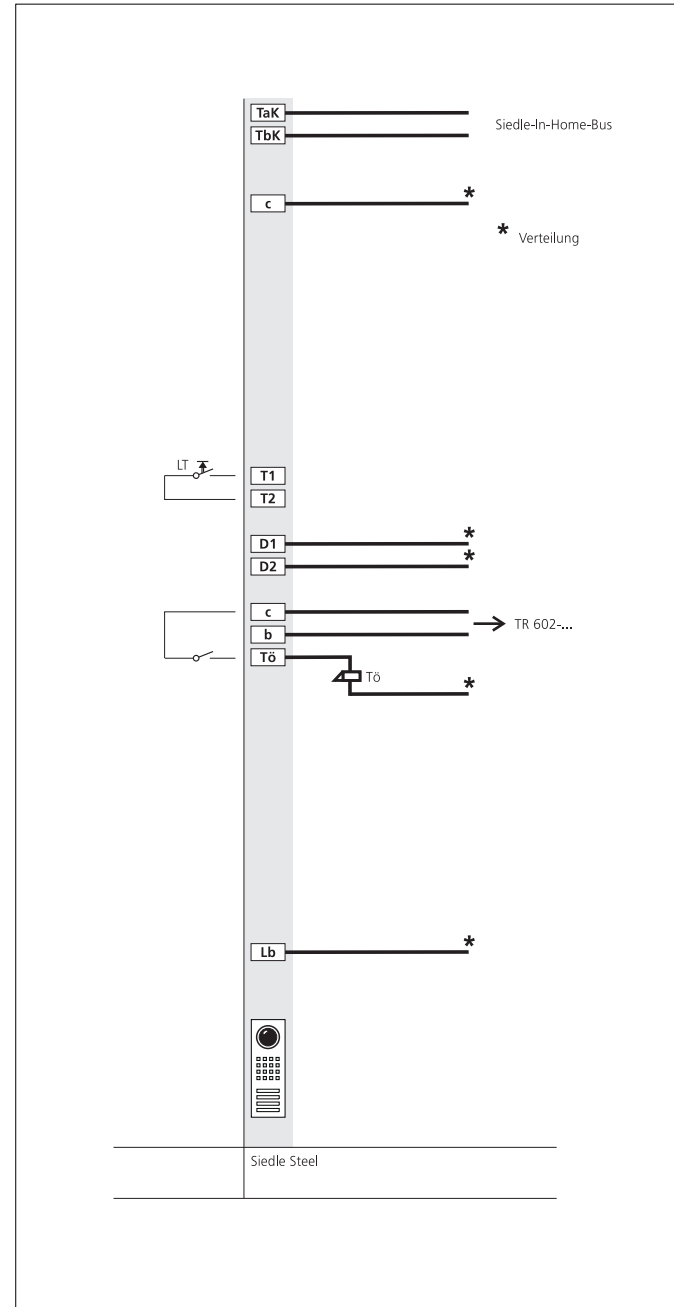 TaK
Siedle-In-Home-Bus
TbK
c *
* Verteilung
LT
T1
T2
D1 *
D2 *
c
TR 602-...
b
Tö
Tö
*
Lb *
Siedle Steel